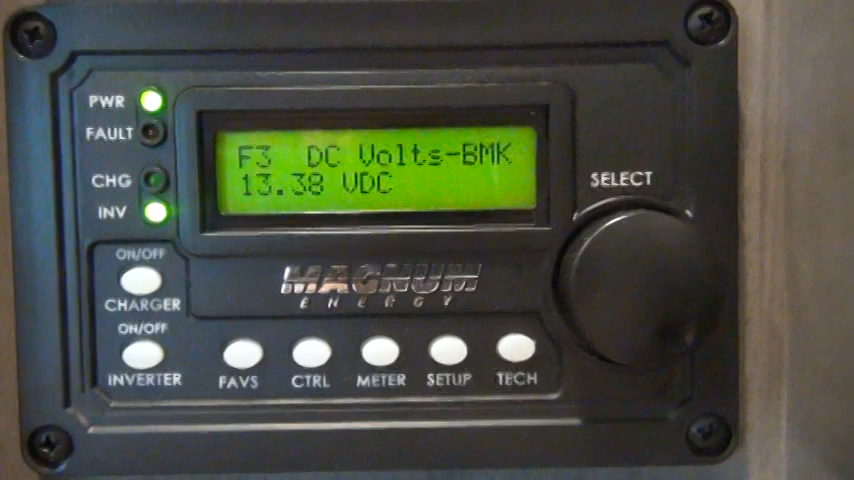 PWR
FAULT
CHG
INV
F3 DC Volts-BMK
13.38 VDC
SELECT
ON/OFF
CHARGER
ON/OFF
INVERTER
MAGNUM
ENERGY
FAVS
CTRL
METER
SETUP
TECH